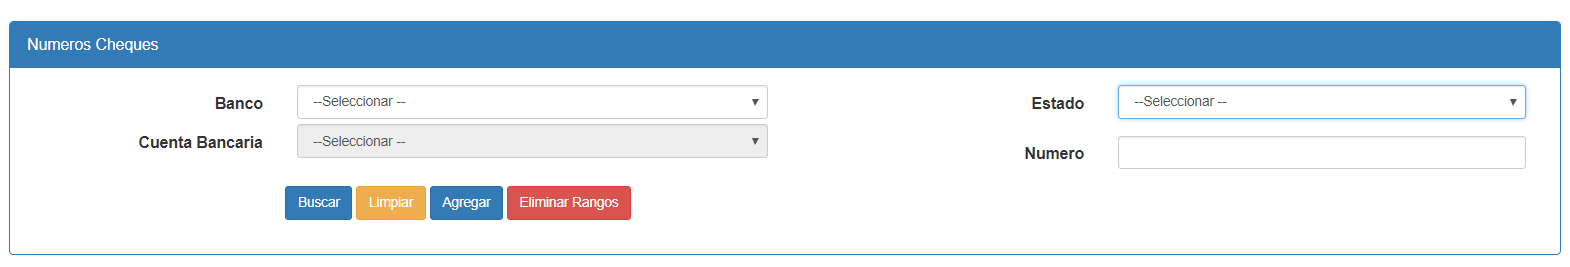 Numeros Cheques
Banco --Seleccionar -- Estado --Seleccionar --
Cuenta Bancaria --Seleccionar -- Numero
Buscar Limpiar Agregar Eliminar Rangos